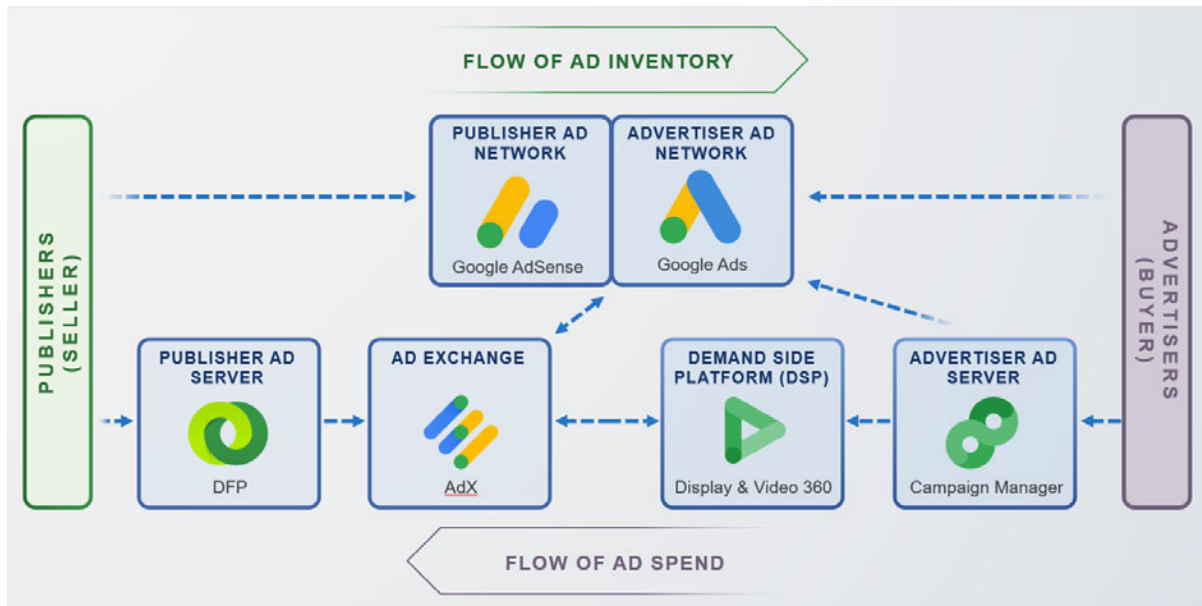 FLOW OF AD INVENTORY
PUBLISHERS
(SELLER)
PUBLISHER AD
NETWORK
Google AdSense
ADVERTISER AD
NETWORK
Google Ads
ADVERTISERS
(BUYER)
PUBLISHER AD
SERVER
DFP
AD EXCHANGE
AdX
DEMAND SIDE
PLATFORM (DSP)
Display & Video 360
ADVERTISER AD
SERVER
Campaign Manager
FLOW OF AD SPEND